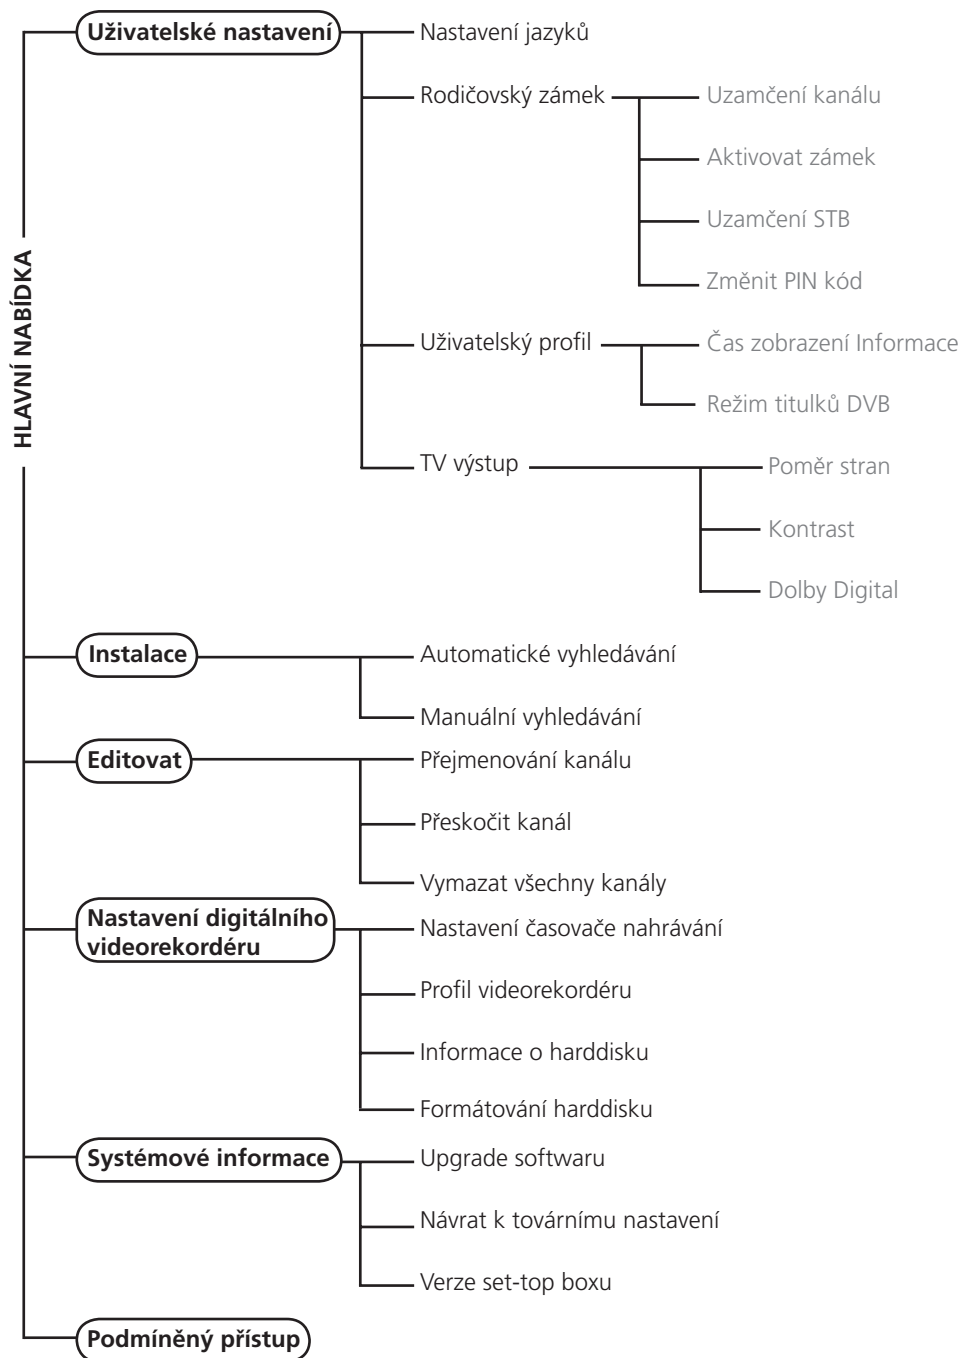 HLAVNÍ NABÍDKA
Uživatelské nastavení
Nastavení jazyků
Rodičovský zámek
Uzamčení kanálu
Aktivovat zámek
Uzamčení STB
Změnit PIN kód
Uživatelský profil
Čas zobrazení Informace
Režim titulků DVB
TV výstup
Poměr stran
Kontrast
Dolby Digital
Instalace
Automatické vyhledávání
Manuální vyhledávání
Editovat
Přejmenování kanálu
Přeskočit kanál
Vymazat všechny kanály
Nastavení digitálního
videorekordéru
Nastavení časovače nahrávání
Profil videorekordéru
Informace o harddisku
Formátování harddisku
Systémové informace
Upgrade softwaru
Návrat k továrnímu nastavení
Verze set-top boxu
Podmíněný přístup